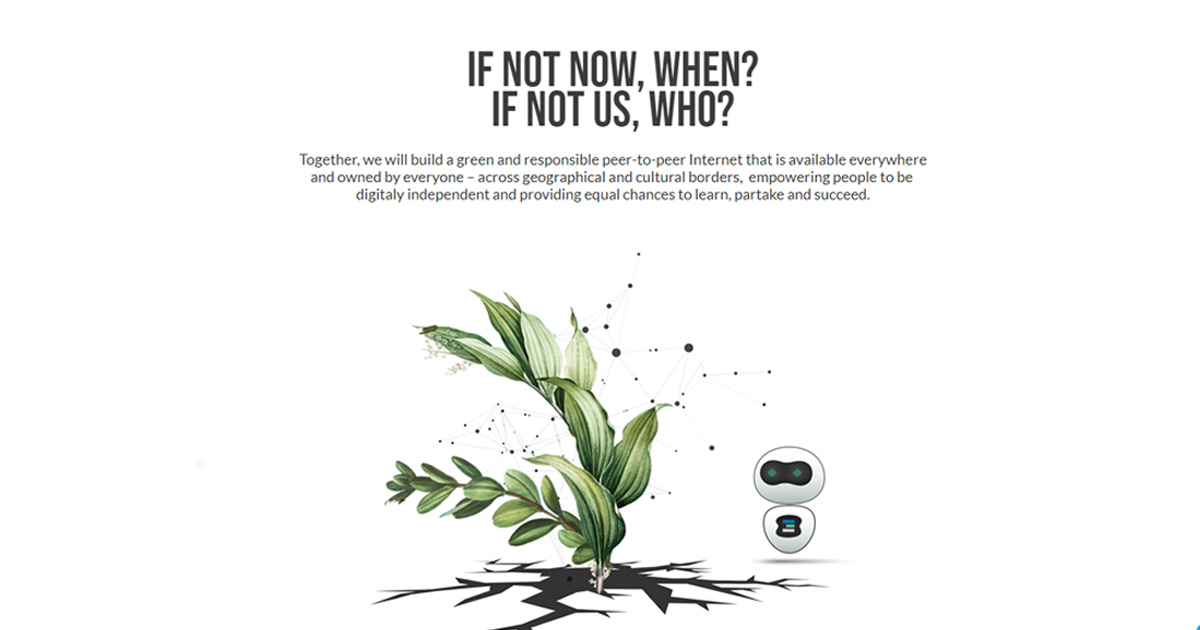 IF NOT NOW, WHEN?
IF NOT US, WHO?
Together, we will build a green and responsible peer-to-peer Internet that is available everywhere
and owned by everyone – across geographical and cultural borders,  empowering people to be
digitaly independent and providing equal chances to learn, partake and succeed.